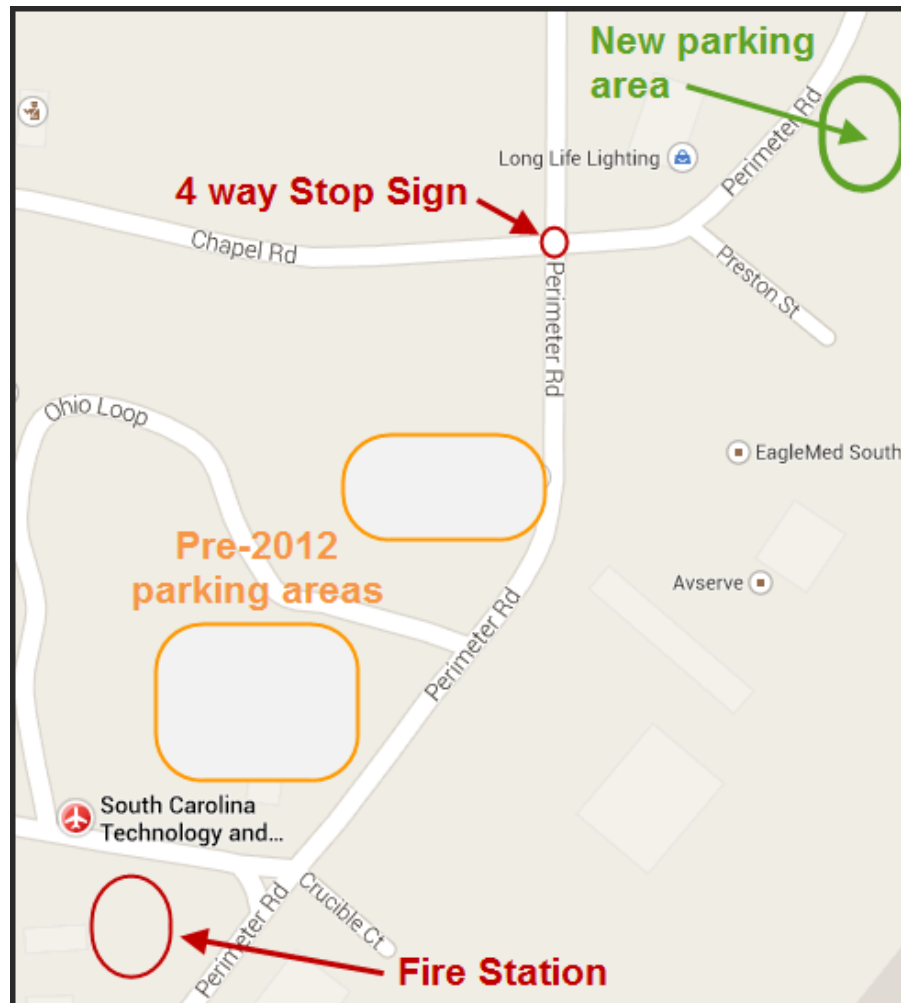 New parking
area
Perimeter Rd
Long Life Lighting
4 way Stop Sign
Chapel Rd
Preston St
Perimeter Rd
Ohio Loop
EagleMed South
Pre-2012
parking areas
Avserve
Perimeter Rd
South Carolina
Technology and...
Crucible Ct
Perimeter Rd
Fire Station